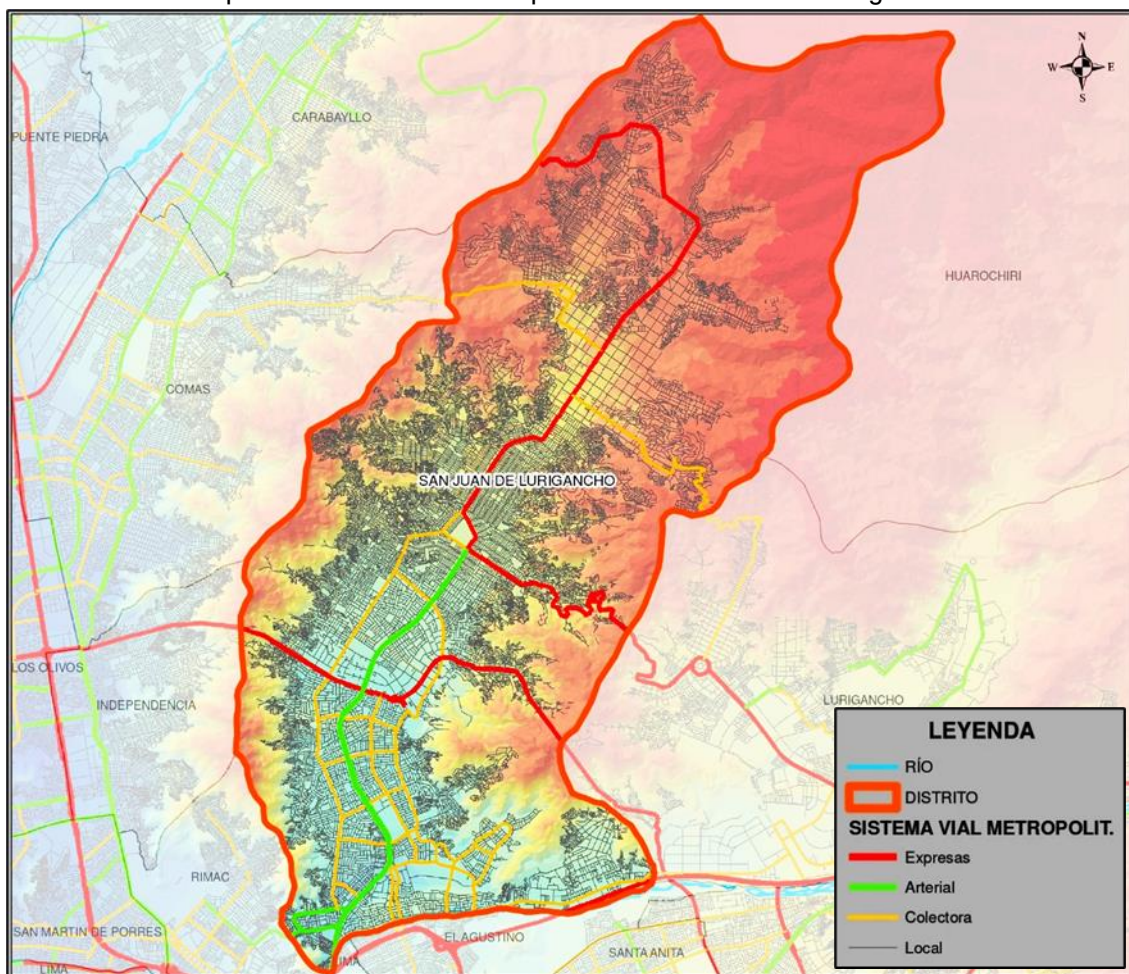 N
W E
S
CARABAYLLO
PUENTE PIEDRA
HUAROCHIRI
COMAS
SAN JUAN DE LURIGANCHO
LOS OLIVOS
INDEPENDENCIA
LURIGANCHO
RIMAC
SAN MARTIN DE PORRES
EL AGUSTINO
SANTA ANITA
LIMA
LIMA
LEYENDA
RÍO
DISTRITO
SISTEMA VIAL METROPOLIT.
Expresas
Arterial
Colectora
Local